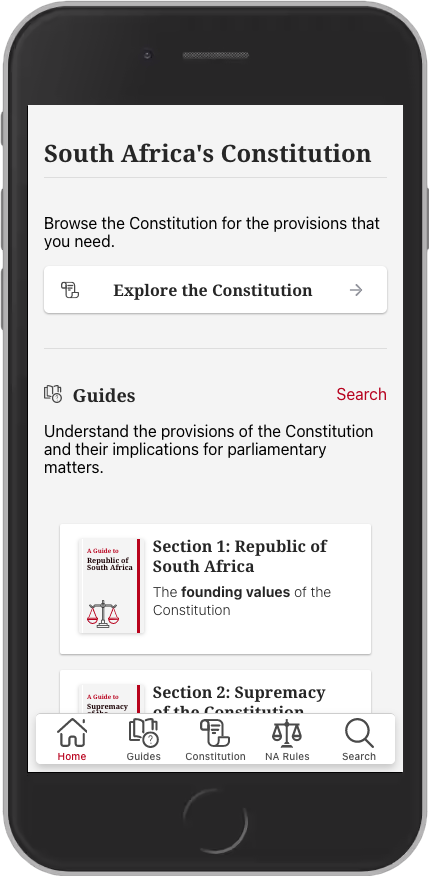 South Africa's Constitution
Browse the Constitution for the provisions that
you need.
Explore the Constitution
Guides
Search
Understand the provisions of the Constitution
and their implications for parliamentary
matters.
A Guide to
Republic of
South Africa
Section 1: Republic of
South Africa
The founding values of the
Constitution
A Guide to
Supremacy
of the
Section 2: Supremacy
of the Constitution
?
Home
Guides
Constitution
NA Rules
Search